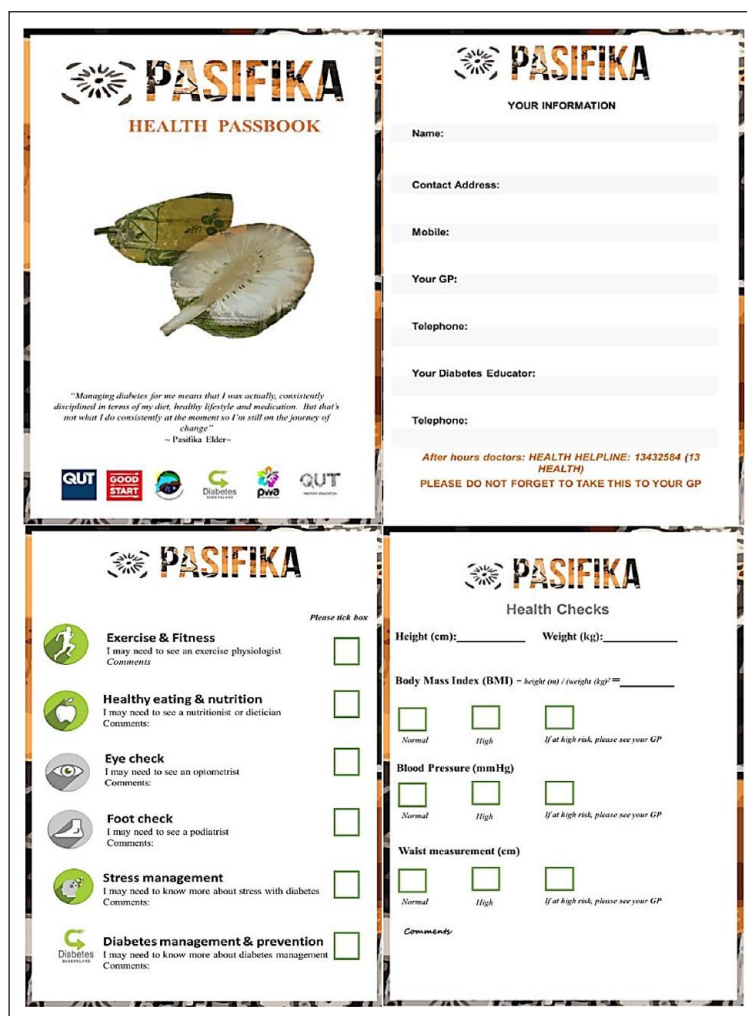 PASIFIKA
HEALTH PASSBOOK
"Managing diabetes for me means that I was actually, consistently
disciplined in terms of my diet, healthy lifestyle and medication. But that's
not what I do consistently at the moment so I'm still on the journey of
change"
~ Pasifika Elder~
QUT
GOOD
START
Diabetes
QUEENSLAND
pwa
QUT
PASIFIKA
YOUR INFORMATION
Name:
Contact Address:
Mobile:
Your GP:
Telephone:
Your Diabetes Educator:
Telephone:
After hours doctors: HEALTH HELPLINE: 13432584 (13
HEALTH)
PLEASE DO NOT FORGET TO TAKE THIS TO YOUR GP
PASIFIKA
Please tick box
Exercise & Fitness
I may need to see an exercise physiologist
Comments
Healthy eating & nutrition
I may need to see a nutritionist or dietician
Comments:
Eye check
I may need to see an optometrist
Comments:
Foot check
I may need to see a podiatrist
Comments:
Stress management
I may need to know more about stress with diabetes
Comments:
Diabetes
QUEENSLAND
Diabetes management & prevention
I may need to know more about diabetes management
Comments:
PASIFIKA
Health Checks
Height (cm):________ Weight (kg):________
Body Mass Index (BMI) = height (m) / (weight (kg)² =________
Normal High If at high risk, please see your GP
Blood Pressure (mmHg)
Normal High If at high risk, please see your GP
Waist measurement (cm)
Normal High If at high risk, please see your GP
Comments